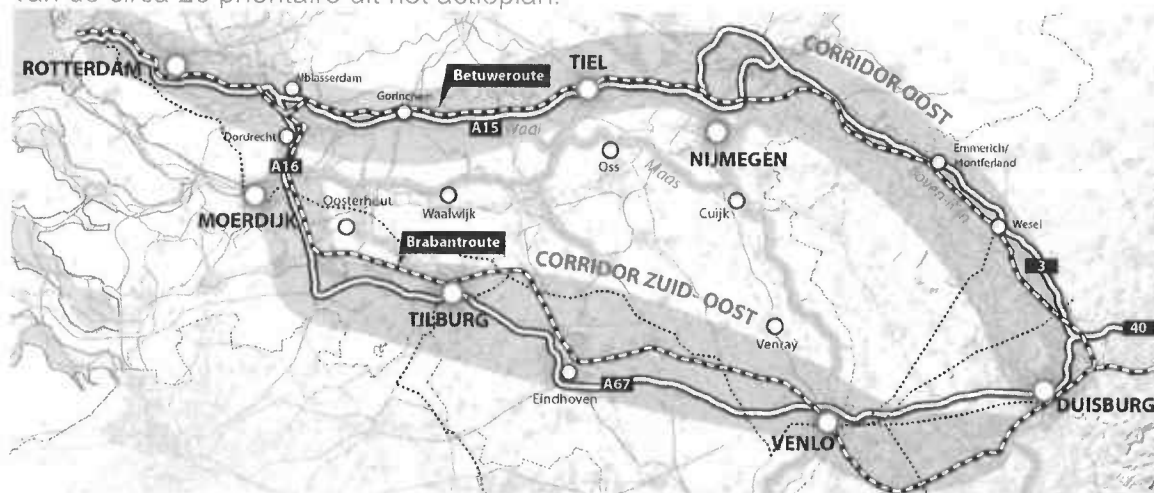 van de circa 20 prioritaire uit het actieplan.
ROTTERDAM
Alblasserdam
Gorinchem
Betuweroute
TIEL
CORRIDOR OOST
A15
Waal
Dordrecht
A16
Oss
NIJMEGEN
Maas
Emmerich/
Montferland
MOERDIJK
Oosterhout
Waalwijk
Cuijk
Wesel
Brabantroute
CORRIDOR ZUID-OOST
3
TILBURG
Venray
40
Eindhoven
A67
VENLO
DUISBURG